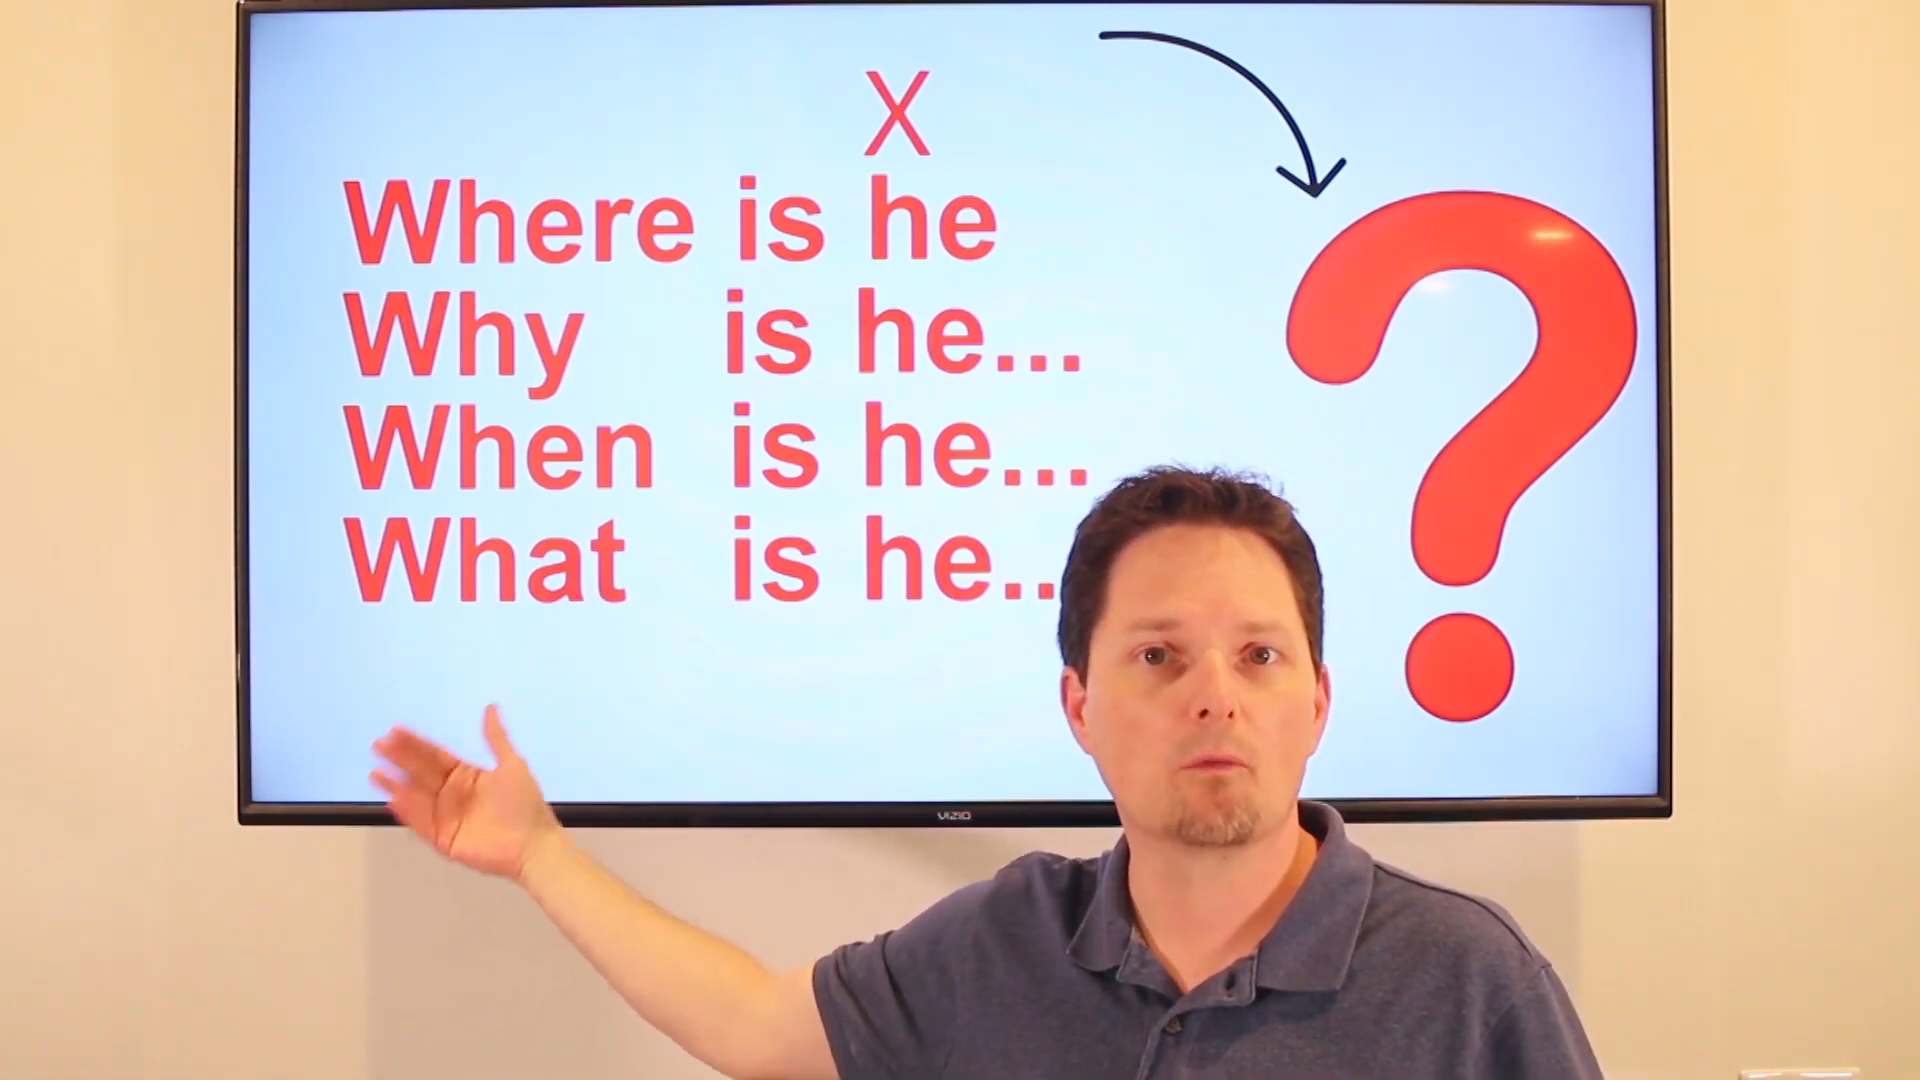 X
Where is he
Why is he...
When is he...
What is he..
?
VIZIO